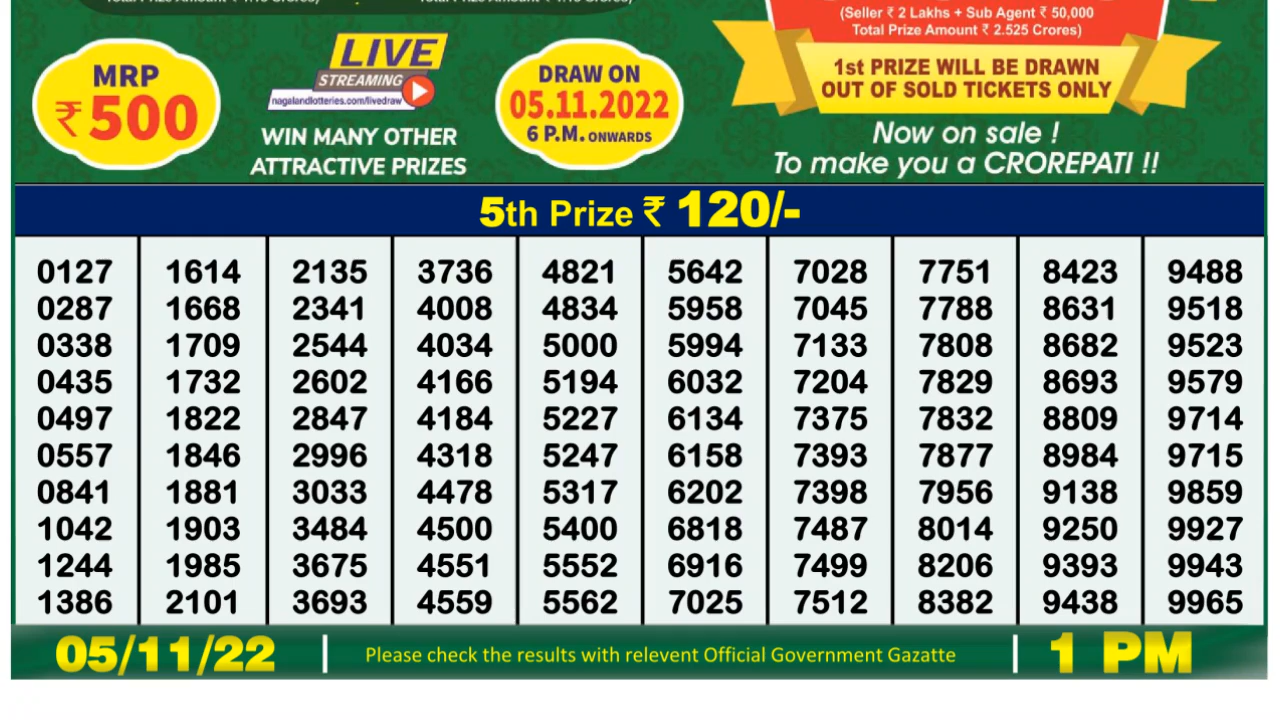 (Seller ₹ 2 Lakhs + Sub Agent ₹ 50,000
Total Prize Amount ₹ 2.525 Crores)
1st PRIZE WILL BE DRAWN
OUT OF SOLD TICKETS ONLY
MRP
₹500
LIVE
STREAMING
nagalandlotteries.com/livedraw
WIN MANY OTHER
ATTRACTIVE PRIZES
DRAW ON
05.11.2022
6 P.M. ONWARDS
Now on sale !
To make you a CROREPATI !!
5th Prize ₹ 120/-
0127 1614 2135 3736 4821 5642 7028 7751 8423 9488
0287 1668 2341 4008 4834 5958 7045 7788 8631 9518
0338 1709 2544 4034 5000 5994 7133 7808 8682 9523
0435 1732 2602 4166 5194 6032 7204 7829 8693 9579
0497 1822 2847 4184 5227 6134 7375 7832 8809 9714
0557 1846 2996 4318 5247 6158 7393 7877 8984 9715
0841 1881 3033 4478 5317 6202 7398 7956 9138 9859
1042 1903 3484 4500 5400 6818 7487 8014 9250 9927
1244 1985 3675 4551 5552 6916 7499 8206 9393 9943
1386 2101 3693 4559 5562 7025 7512 8382 9438 9965
05/11/22 | Please check the results with relevent Official Government Gazatte | 1 PM